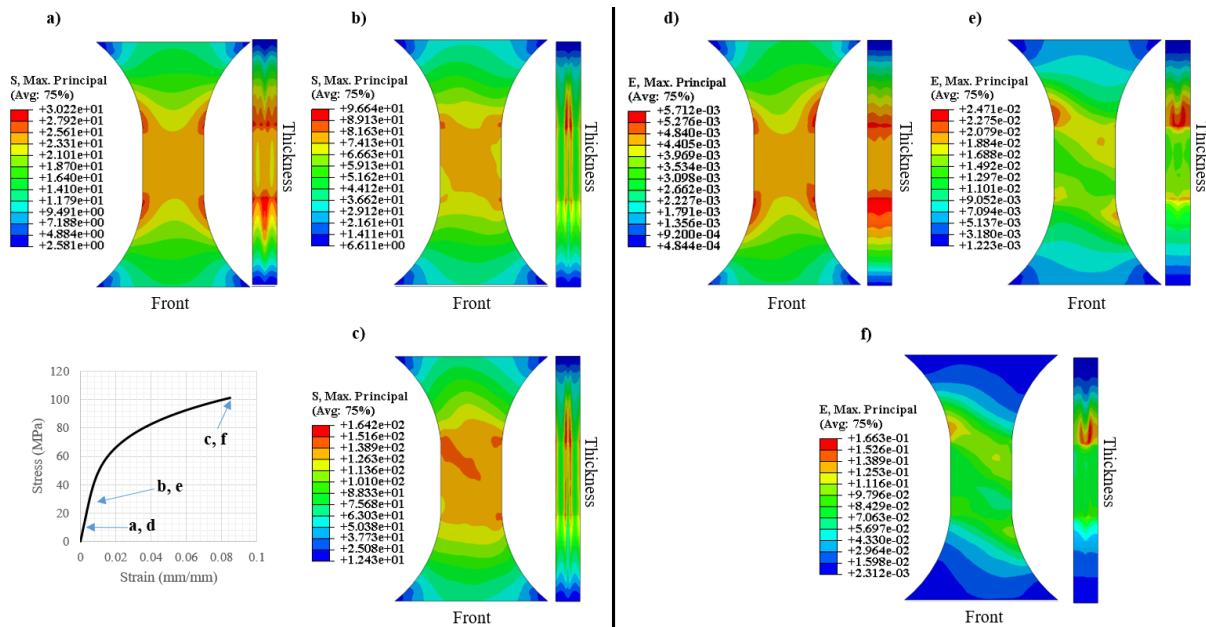 a)
S, Max. Principal
(Avg: 75%)
+3.022e+01
+2.792e+01
+2.561e+01
+2.331e+01
+2.101e+01
+1.870e+01
+1.640e+01
+1.410e+01
+1.179e+01
+9.491e+00
+7.188e+00
+4.884e+00
+2.581e+00
Thickness
Front
b)
S, Max. Principal
(Avg: 75%)
+9.664e+01
+8.913e+01
+8.163e+01
+7.413e+01
+6.663e+01
+5.913e+01
+5.162e+01
+4.412e+01
+3.662e+01
+2.912e+01
+2.161e+01
+1.411e+01
+6.611e+00
Thickness
Front
120
100
80
60
40
20
0
Stress (MPa)
c, f
b, e
a, d
0
0.02
0.04
0.06
0.08
0.1
Strain (mm/mm)
c)
S, Max. Principal
(Avg: 75%)
+1.642e+02
+1.516e+02
+1.389e+02
+1.263e+02
+1.136e+02
+1.010e+02
+8.833e+01
+7.568e+01
+6.303e+01
+5.038e+01
+3.773e+01
+2.508e+01
+1.243e+01
Thickness
Front
d)
E, Max. Principal
(Avg: 75%)
+5.712e-03
+5.276e-03
+4.840e-03
+4.405e-03
+3.969e-03
+3.534e-03
+3.098e-03
+2.662e-03
+2.227e-03
+1.791e-03
+1.356e-03
+9.200e-04
+4.844e-04
Thickness
Front
e)
E, Max. Principal
(Avg: 75%)
+2.471e-02
+2.275e-02
+2.079e-02
+1.884e-02
+1.688e-02
+1.492e-02
+1.297e-02
+1.101e-02
+9.052e-03
+7.094e-03
+5.137e-03
+3.180e-03
+1.223e-03
Thickness
Front
f)
E, Max. Principal
(Avg: 75%)
+1.663e-01
+1.526e-01
+1.389e-01
+1.253e-01
+1.116e-01
+9.796e-02
+8.429e-02
+7.063e-02
+5.697e-02
+4.330e-02
+2.964e-02
+1.598e-02
+2.312e-03
Thickness
Front